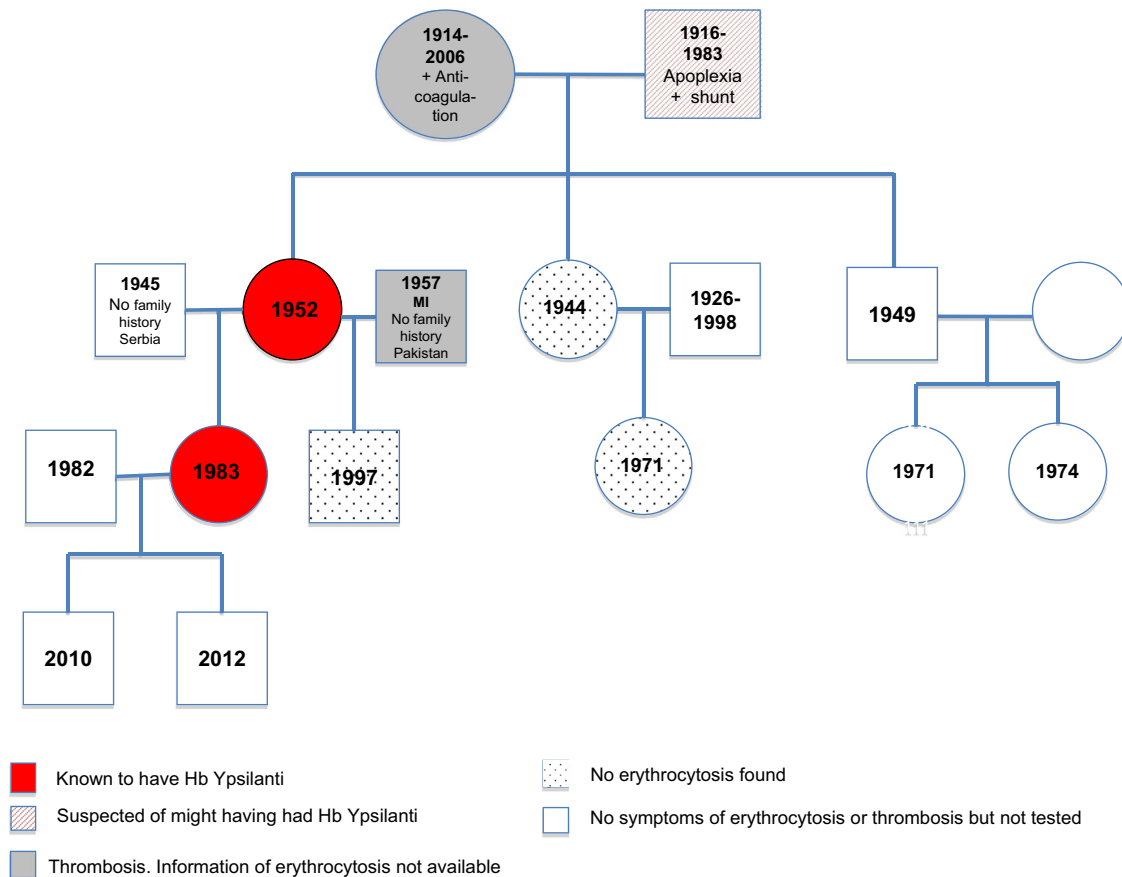 1914-
2006
+ Anti-
coagula-
tion
1916-
1983
Apoplexia
+ shunt
1945
No family
history
Serbia
1952
1957
MI
No family
history
Pakistan
1944
1926-
1998
1949
1982
1983
1997
1971
1971
1974
111
2010
2012
Known to have Hb Ypsilanti
Suspected of might having had Hb Ypsilanti
Thrombosis. Information of erythrocytosis not available
No erythrocytosis found
No symptoms of erythrocytosis or thrombosis but not tested